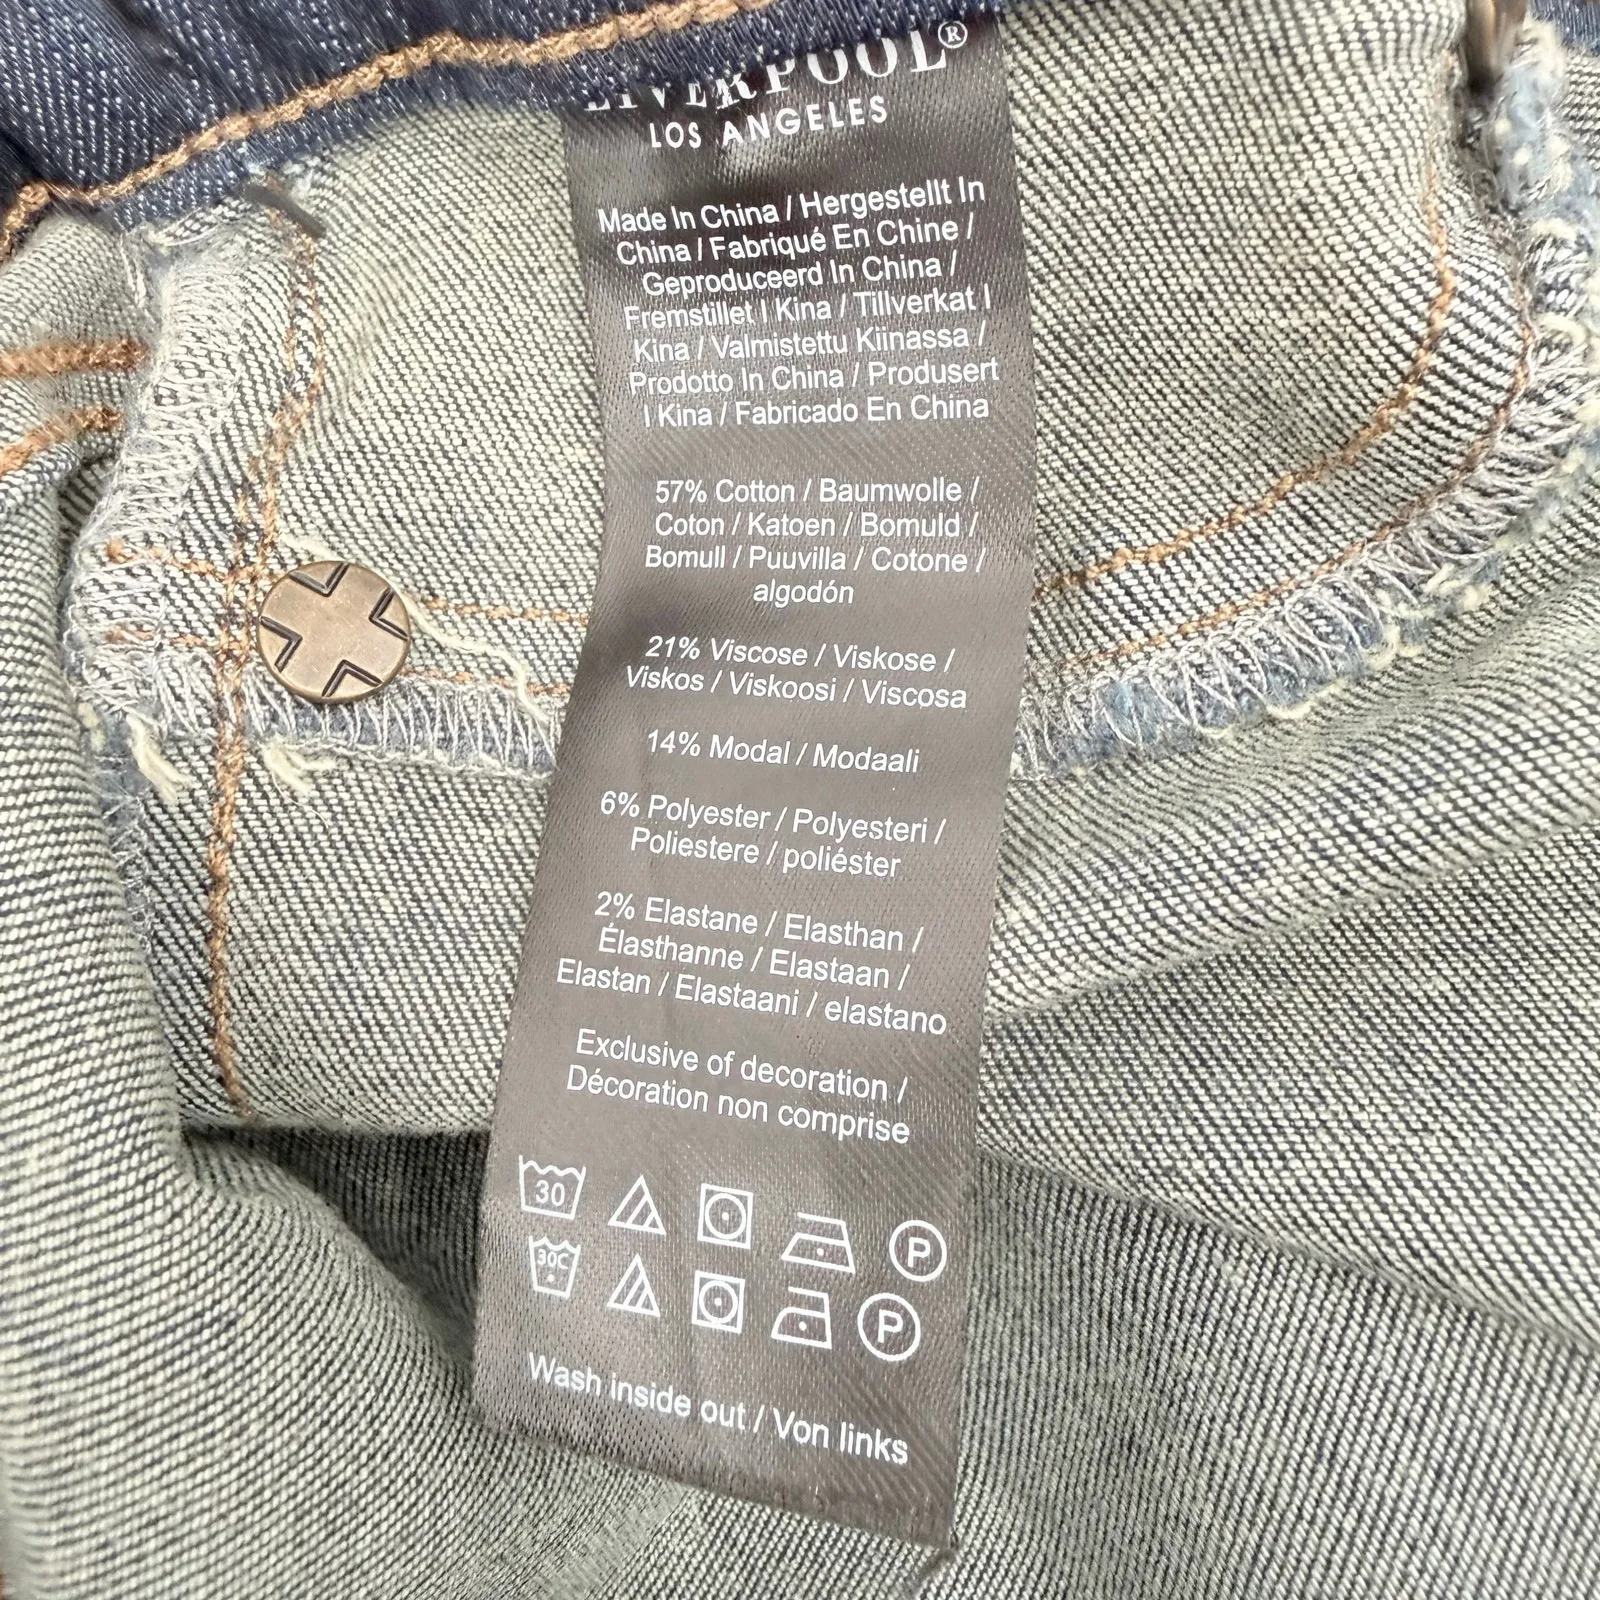 LIVERPOOL®
LOS ANGELES
Made In China / Hergestellt In
China / Fabriqué En Chine /
Geproduceerd In China /
Fremstillet I Kina / Tillverkat I
Kina / Valmistettu Kiinassa /
Prodotto In China / Produsert
I Kina / Fabricado En China
57% Cotton / Baumwolle /
Coton / Katoen / Bomuld /
Bomull / Puuvilla / Cotone /
algodón
21% Viscose / Viskose /
Viskos / Viskoosi / Viscosa
14% Modal / Modaali
6% Polyester / Polyesteri /
Poliestere / poliéster
2% Elastane / Elasthan /
Élasthanne / Elastaan /
Elastan / Elastaani / elastano
Exclusive of decoration /
Décoration non comprise
30 P
30C P
Wash inside out / Von links